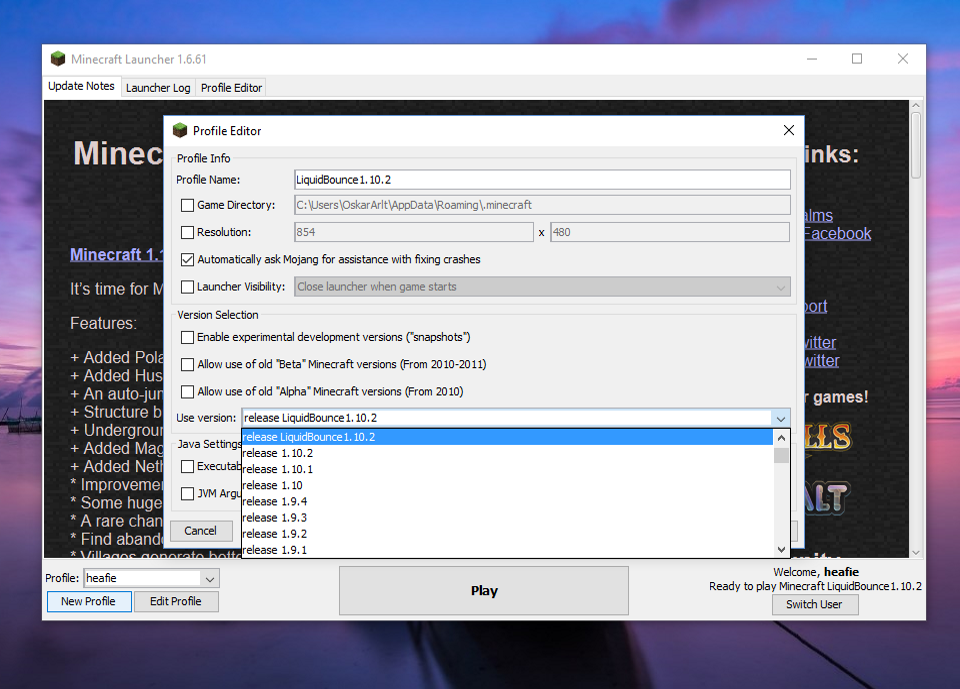 Minecraft Launcher 1.6.61
Update Notes Launcher Log Profile Editor
Minec
Profile Editor
inks:
Profile Info
Profile Name: LiquidBounce1.10.2
Game Directory: C:\Users\OskarArlt\AppData\Roaming\.minecraft
alms
Resolution: 854 x 480
Facebook
Minecraft 1.1
Automatically ask Mojang for assistance with fixing crashes
It's time for M
Launcher Visibility: Close launcher when game starts
port
Features:
Version Selection
Enable experimental development versions ("snapshots")
witter
+ Added Pola
Allow use of old "Beta" Minecraft versions (From 2010-2011)
witter
+ Added Hus
+ An auto-jum
Allow use of old "Alpha" Minecraft versions (From 2010)
r games!
+ Structure b
Use version: release LiquidBounce1.10.2
+ Undergroun
release LiquidBounce1.10.2
LLS
+ Added Mag
Java Settings
release 1.10.2
+ Added Neth
Executab
release 1.10.1
* Improvemen
release 1.10
* Some huge
JVM Argu
release 1.9.4
ALT
* A rare chan
release 1.9.3
* Find aband
Cancel
release 1.9.2
* Villages generate bette
release 1.9.1
unity
Profile: heafie
New Profile Edit Profile
Play
Welcome, heafie
Ready to play Minecraft LiquidBounce1.10.2
Switch User